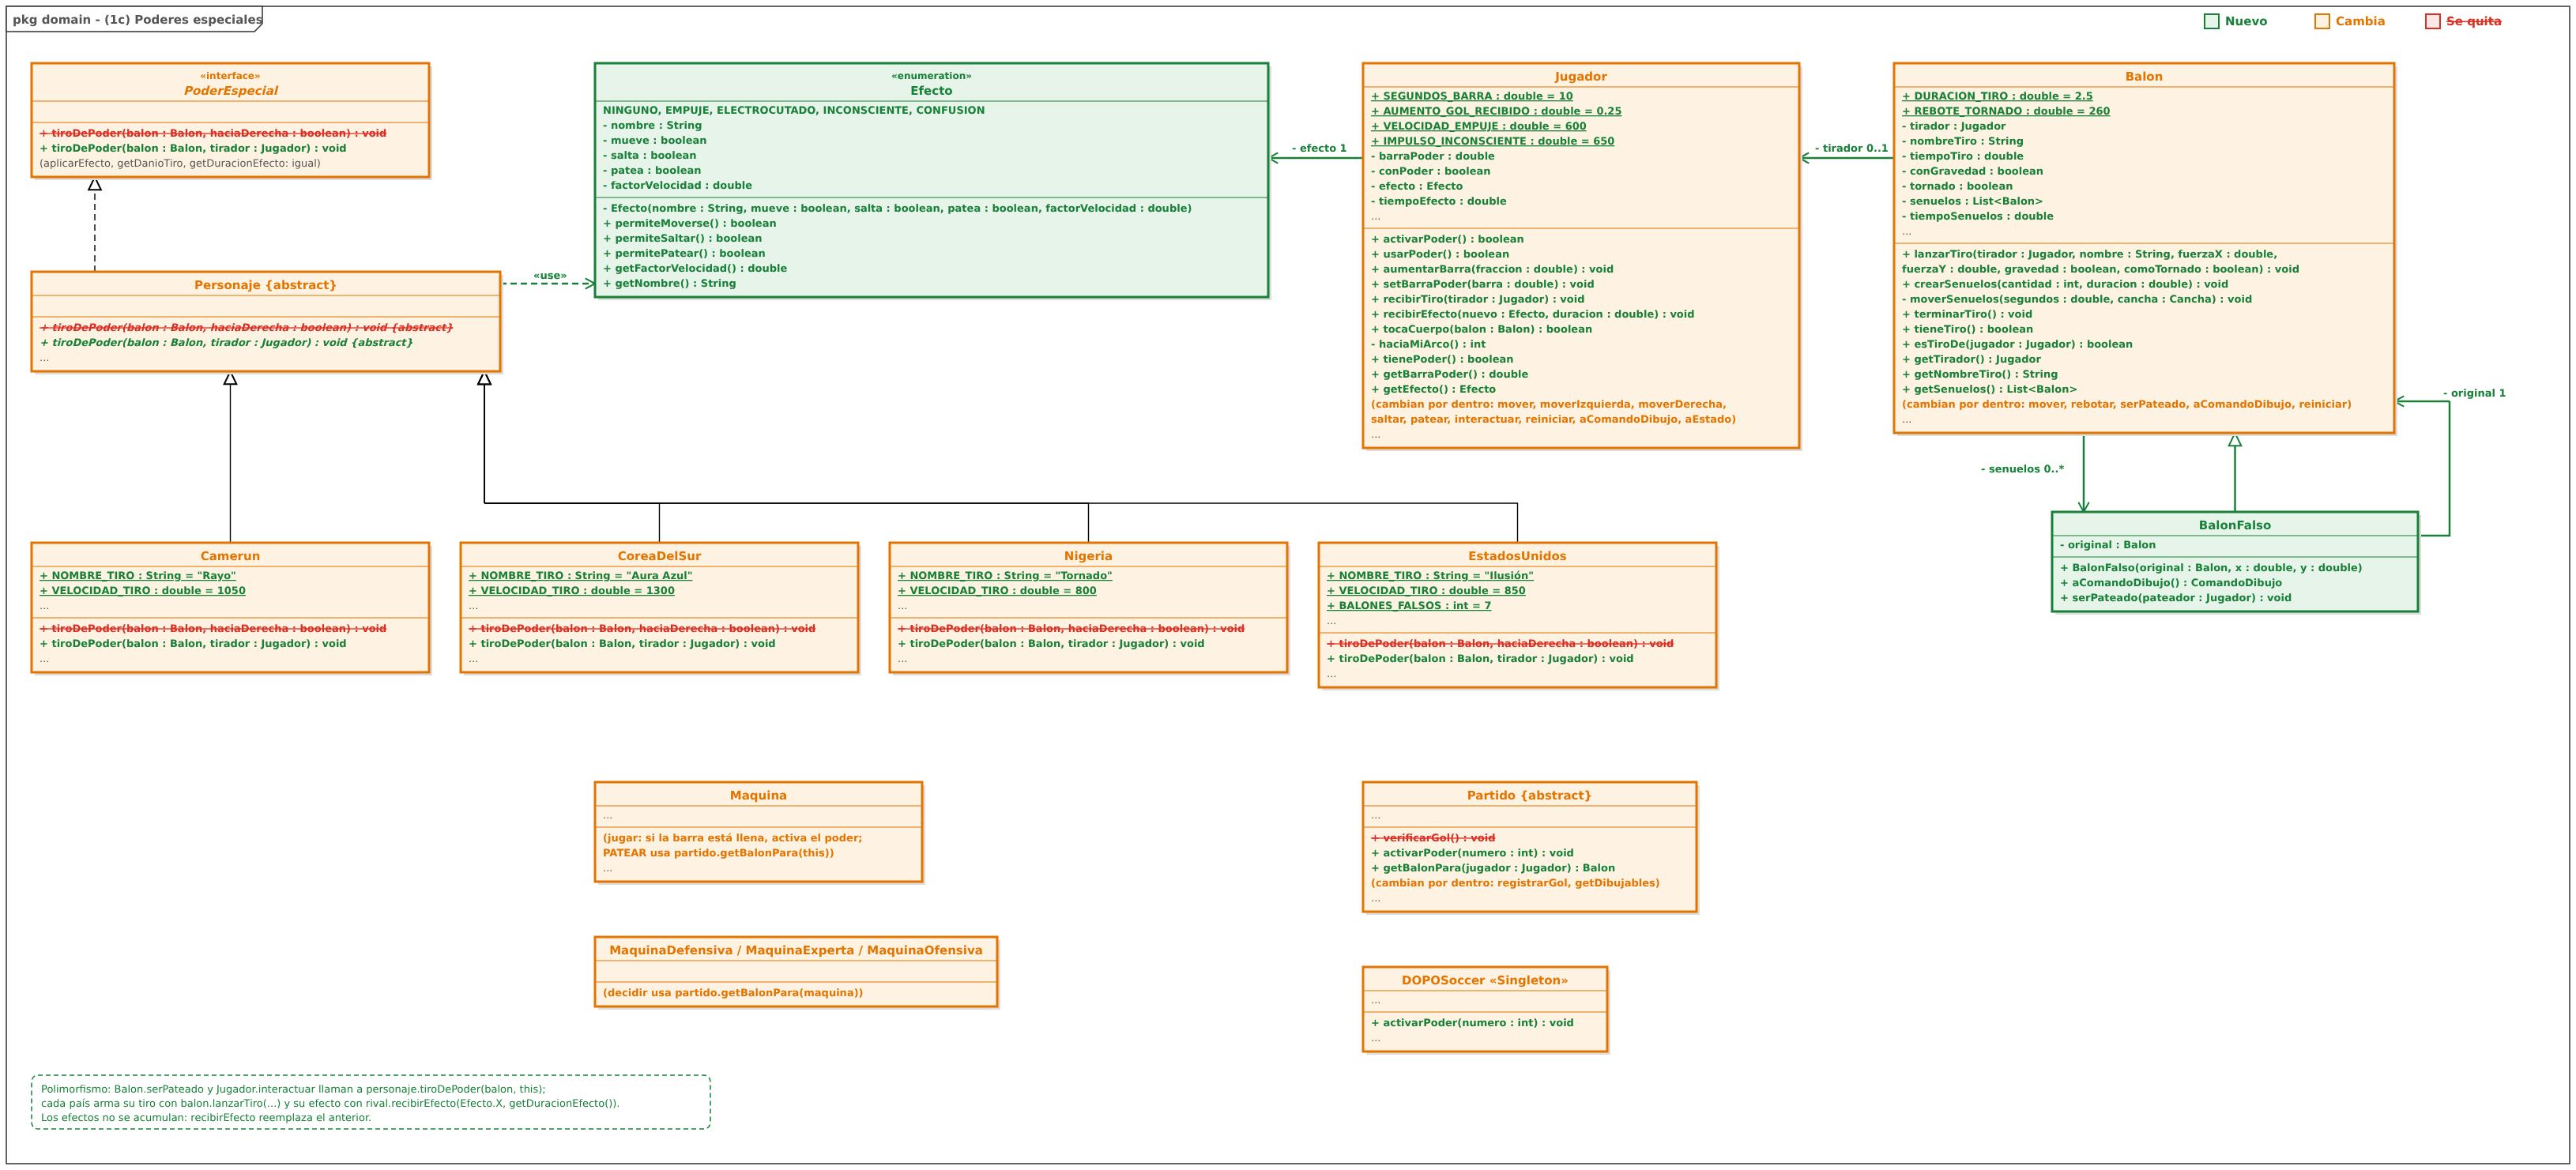 pkg domain - (1c) Poderes especiales
Nuevo
Cambia
Se quita
«interface»
PoderEspecial
+ tiroDePoder(balon : Balon, haciaDerecha : boolean) : void
+ tiroDePoder(balon : Balon, tirador : Jugador) : void
(aplicarEfecto, getDanioTiro, getDuracionEfecto: igual)
«enumeration»
Efecto
NINGUNO, EMPUJE, ELECTROCUTADO, INCONSCIENTE, CONFUSION
- nombre : String
- mueve : boolean
- salta : boolean
- patea : boolean
- factorVelocidad : double
- Efecto(nombre : String, mueve : boolean, salta : boolean, patea : boolean, factorVelocidad : double)
+ permiteMoverse() : boolean
+ permiteSaltar() : boolean
+ permitePatear() : boolean
+ getFactorVelocidad() : double
+ getNombre() : String
- efecto 1
Jugador
+ SEGUNDOS_BARRA : double = 10
+ AUMENTO_GOL_RECIBIDO : double = 0.25
+ VELOCIDAD_EMPUJE : double = 600
+ IMPULSO_INCONSCIENTE : double = 650
- barraPoder : double
- conPoder : boolean
- efecto : Efecto
- tiempoEfecto : double
...
+ activarPoder() : boolean
+ usarPoder() : boolean
+ aumentarBarra(fraccion : double) : void
+ setBarraPoder(barra : double) : void
+ recibirTiro(tirador : Jugador) : void
+ recibirEfecto(nuevo : Efecto, duracion : double) : void
+ tocaCuerpo(balon : Balon) : boolean
- haciaMiArco() : int
+ tienePoder() : boolean
+ getBarraPoder() : double
+ getEfecto() : Efecto
(cambian por dentro: mover, moverIzquierda, moverDerecha,
saltar, patear, interactuar, reiniciar, aComandoDibujo, aEstado)
...
- tirador 0..1
Balon
+ DURACION_TIRO : double = 2.5
+ REBOTE_TORNADO : double = 260
- tirador : Jugador
- nombreTiro : String
- tiempoTiro : double
- conGravedad : boolean
- tornado : boolean
- senuelos : List<Balon>
- tiempoSenuelos : double
...
+ lanzarTiro(tirador : Jugador, nombre : String, fuerzaX : double,
fuerzaY : double, gravedad : boolean, comoTornado : boolean) : void
+ crearSenuelos(cantidad : int, duracion : double) : void
- moverSenuelos(segundos : double, cancha : Cancha) : void
+ terminarTiro() : void
+ tieneTiro() : boolean
+ esTiroDe(jugador : Jugador) : boolean
+ getTirador() : Jugador
+ getNombreTiro() : String
+ getSenuelos() : List<Balon>
(cambian por dentro: mover, rebotar, serPateado, aComandoDibujo, reiniciar)
...
- original 1
- senuelos 0..*
«use»
Personaje {abstract}
+ tiroDePoder(balon : Balon, haciaDerecha : boolean) : void {abstract}
+ tiroDePoder(balon : Balon, tirador : Jugador) : void {abstract}
...
BalonFalso
- original : Balon
+ BalonFalso(original : Balon, x : double, y : double)
+ aComandoDibujo() : ComandoDibujo
+ serPateado(pateador : Jugador) : void
Camerun
+ NOMBRE_TIRO : String = "Rayo"
+ VELOCIDAD_TIRO : double = 1050
...
+ tiroDePoder(balon : Balon, haciaDerecha : boolean) : void
+ tiroDePoder(balon : Balon, tirador : Jugador) : void
...
CoreaDelSur
+ NOMBRE_TIRO : String = "Aura Azul"
+ VELOCIDAD_TIRO : double = 1300
...
+ tiroDePoder(balon : Balon, haciaDerecha : boolean) : void
+ tiroDePoder(balon : Balon, tirador : Jugador) : void
...
Nigeria
+ NOMBRE_TIRO : String = "Tornado"
+ VELOCIDAD_TIRO : double = 800
...
+ tiroDePoder(balon : Balon, haciaDerecha : boolean) : void
+ tiroDePoder(balon : Balon, tirador : Jugador) : void
...
EstadosUnidos
+ NOMBRE_TIRO : String = "Ilusión"
+ VELOCIDAD_TIRO : double = 850
+ BALONES_FALSOS : int = 7
...
+ tiroDePoder(balon : Balon, haciaDerecha : boolean) : void
+ tiroDePoder(balon : Balon, tirador : Jugador) : void
...
Maquina
...
(jugar: si la barra está llena, activa el poder;
PATEAR usa partido.getBalonPara(this))
...
Partido {abstract}
...
+ verificarGol() : void
+ activarPoder(numero : int) : void
+ getBalonPara(jugador : Jugador) : Balon
(cambian por dentro: registrarGol, getDibujables)
...
MaquinaDefensiva / MaquinaExperta / MaquinaOfensiva
(decidir usa partido.getBalonPara(maquina))
DOPOSoccer «Singleton»
...
+ activarPoder(numero : int) : void
...
Polimorfismo: Balon.serPateado y Jugador.interactuar llaman a personaje.tiroDePoder(balon, this);
cada país arma su tiro con balon.lanzarTiro(...) y su efecto con rival.recibirEfecto(Efecto.X, getDuracionEfecto()).
Los efectos no se acumulan: recibirEfecto reemplaza el anterior.